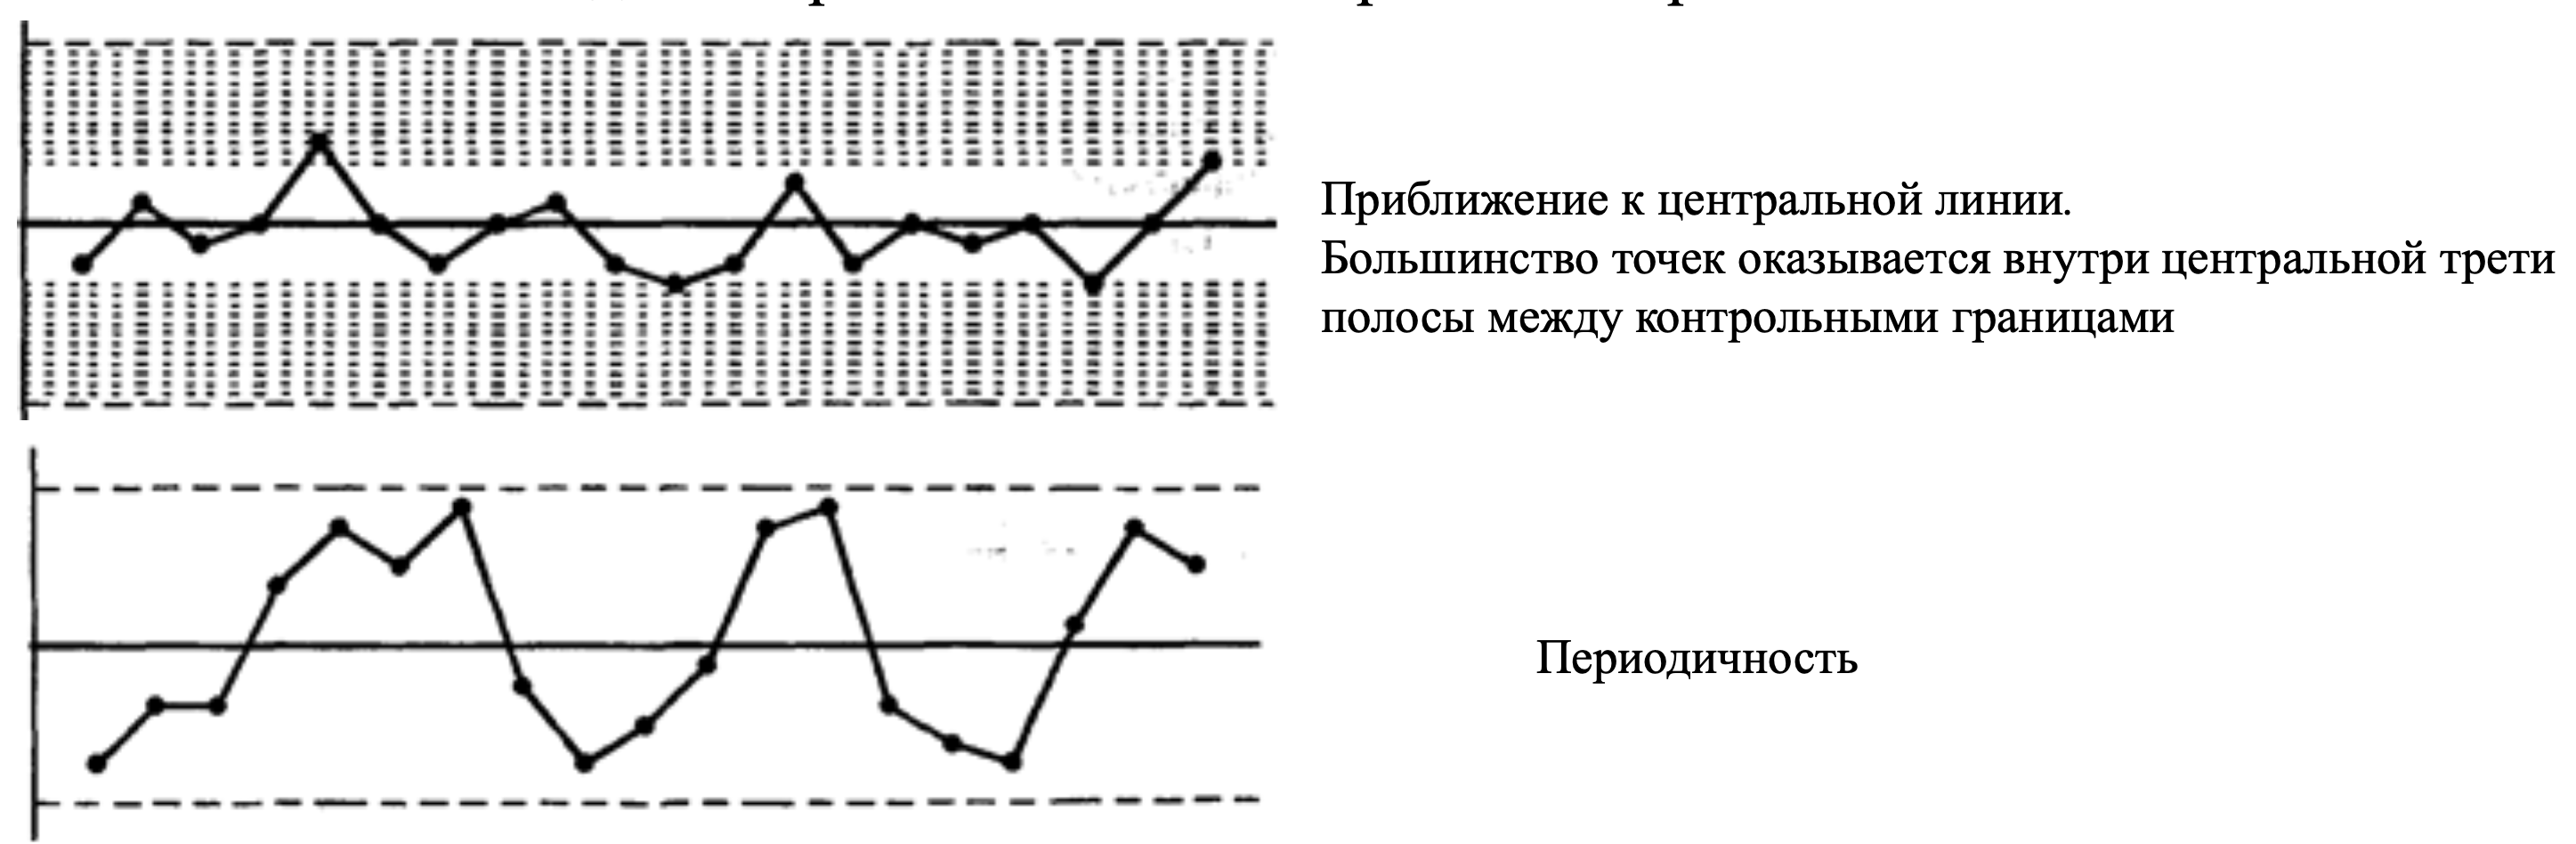 Приближение к центральной линии.
Большинство точек оказывается внутри центральной трети
полосы между контрольными границами
Периодичность